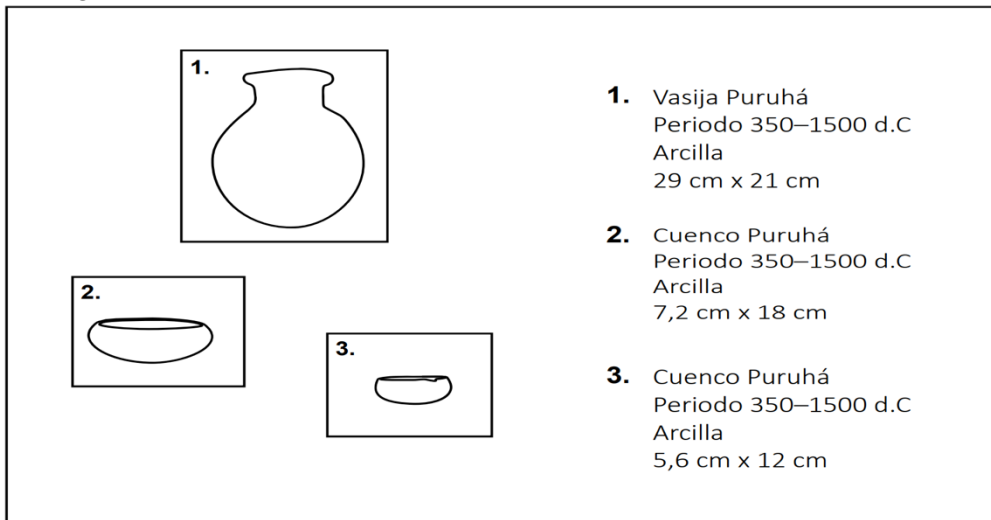 1.
2.
3.
1. Vasija Puruhá
Periodo 350–1500 d.C
Arcilla
29 cm x 21 cm
2. Cuenco Puruhá
Periodo 350–1500 d.C
Arcilla
7,2 cm x 18 cm
3. Cuenco Puruhá
Periodo 350–1500 d.C
Arcilla
5,6 cm x 12 cm